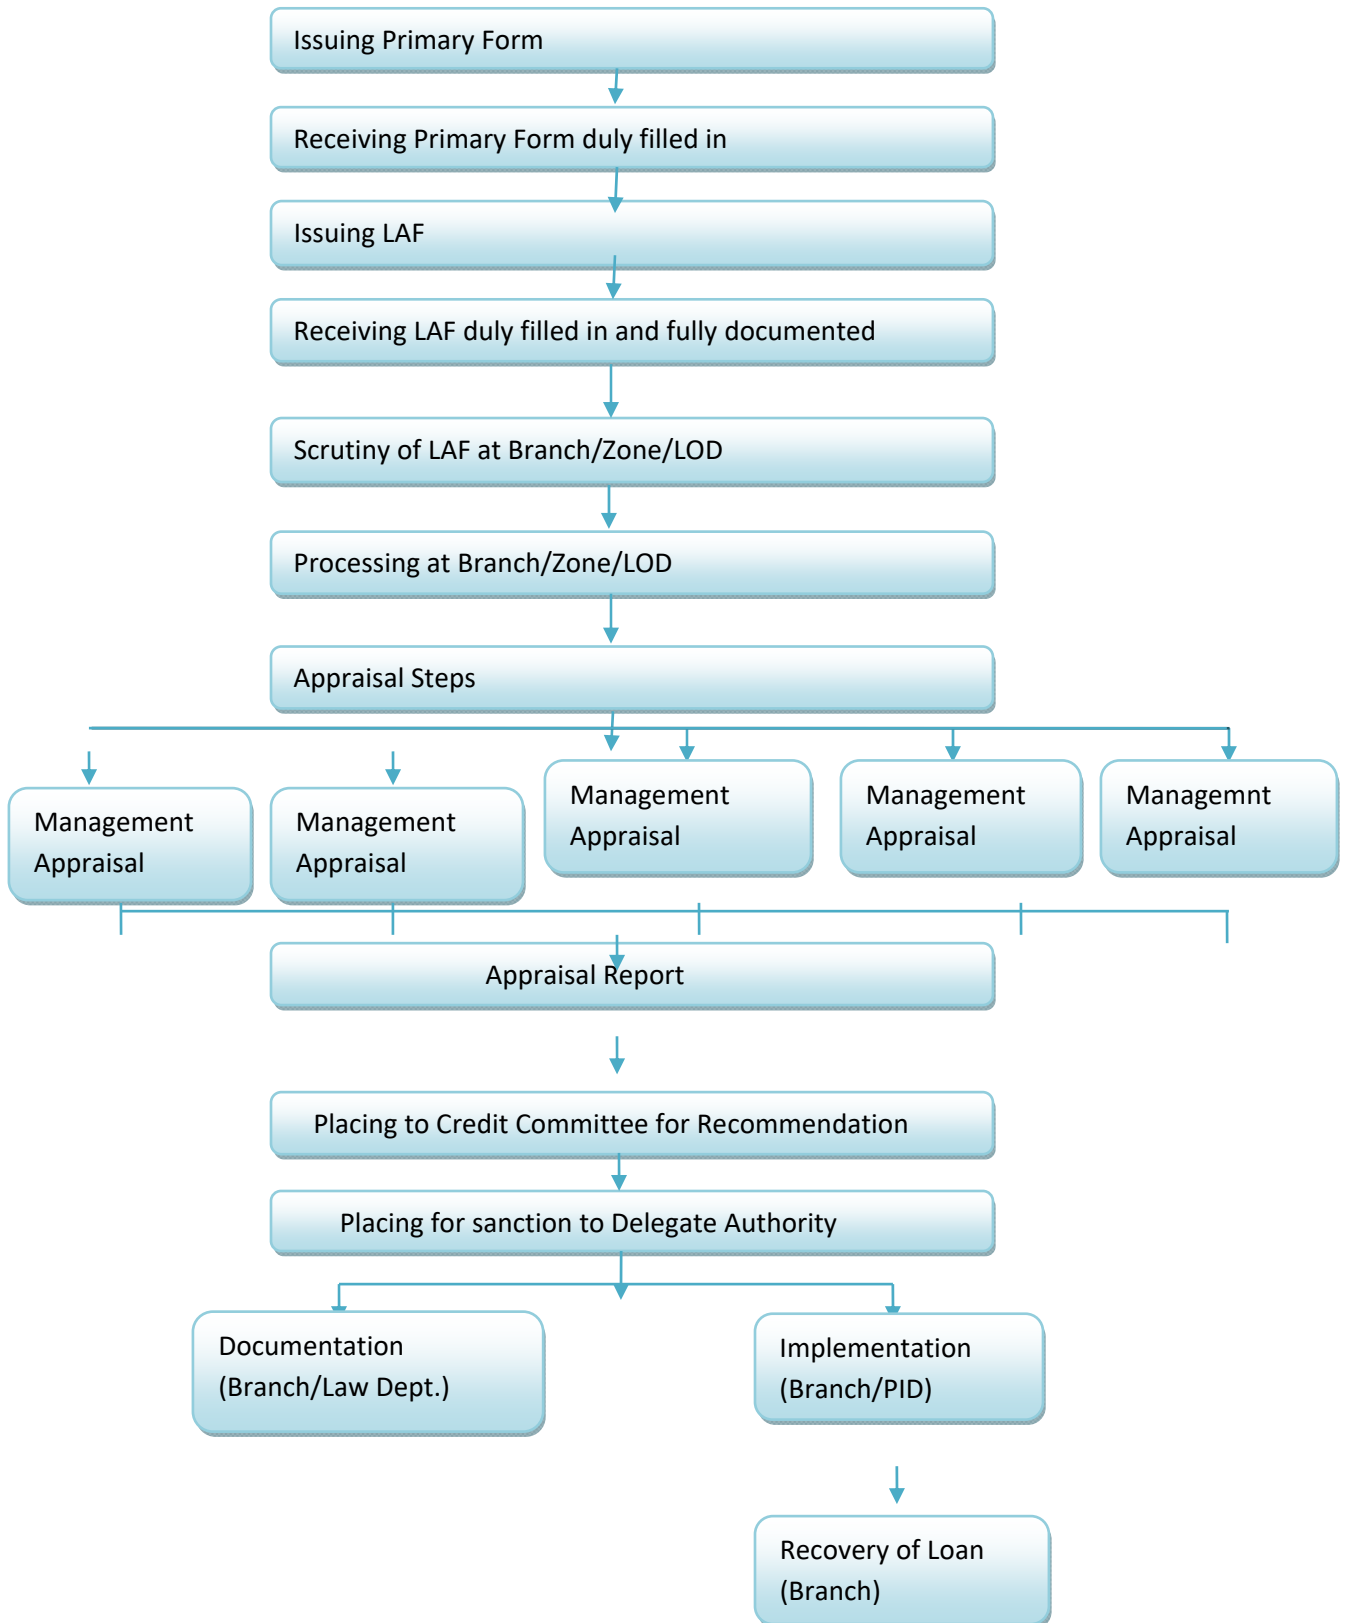 Issuing Primary Form
Receiving Primary Form duly filled in
Issuing LAF
Receiving LAF duly filled in and fully documented
Scrutiny of LAF at Branch/Zone/LOD
Processing at Branch/Zone/LOD
Appraisal Steps
Management
Appraisal
Management
Appraisal
Management
Appraisal
Management
Appraisal
Managemnt
Appraisal
Appraisal Report
Placing to Credit Committee for Recommendation
Placing for sanction to Delegate Authority
Documentation
(Branch/Law Dept.)
Implementation
(Branch/PID)
Recovery of Loan
(Branch)